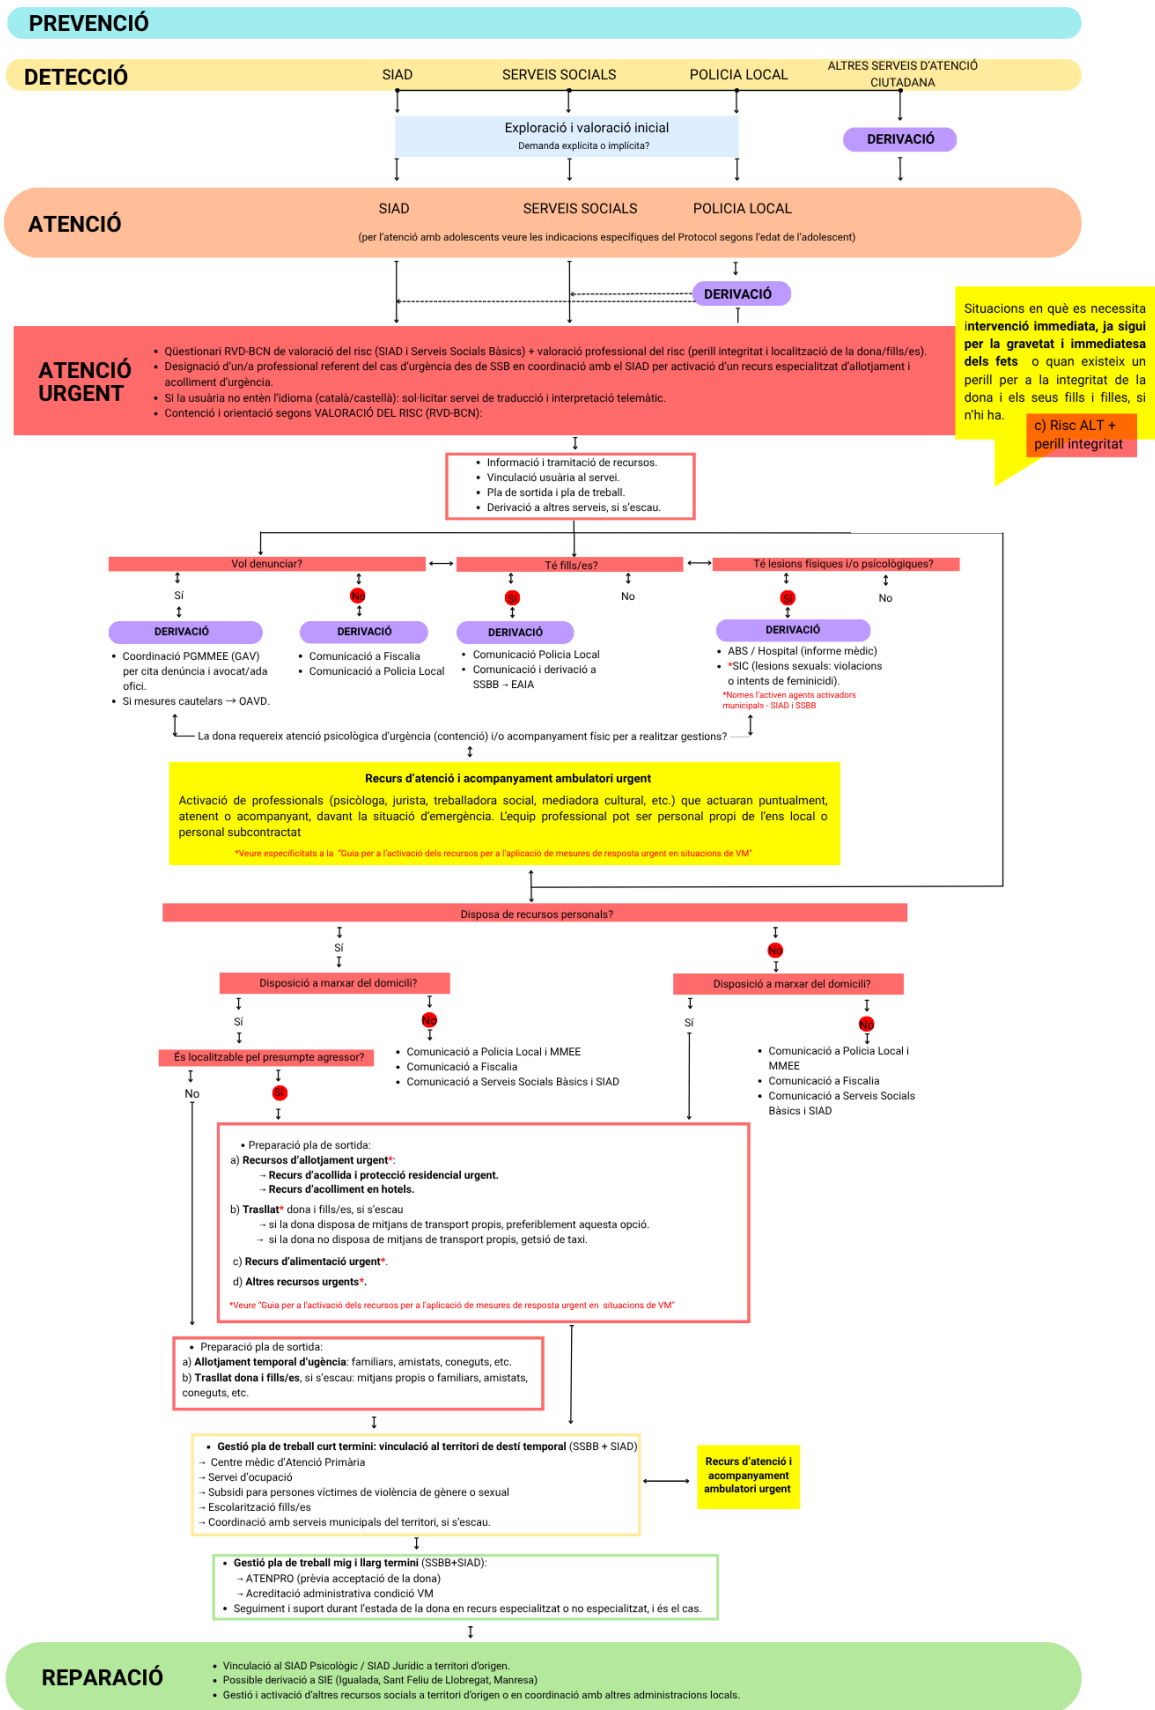 PREVENCIÓ
DETECCIÓ
SIAD
SERVEIS SOCIALS
POLICIA LOCAL
ALTRES SERVEIS D'ATENCIÓ
CIUTADANA
Exploració i valoració inicial
Demanda explícita o implícita?
DERIVACIÓ
ATENCIÓ
SIAD
SERVEIS SOCIALS
POLICIA LOCAL
(per l'atenció amb adolescents veure les indicacions específiques del Protocol segons l'edat de l'adolescent)
DERIVACIÓ
Situacions en què es necessita
intervenció immediata, ja sigui
per la gravetat i immediatesa
dels fets o quan existeix un
perill per a la integritat de la
dona i els seus fills i filles, si
n'hi ha.
c) Risc ALT +
perill integritat
ATENCIÓ
URGENT
• Qüestionari RVD-BCN de valoració del risc (SIAD i Serveis Socials Bàsics) + valoració professional del risc (perill integritat i localització de la dona/fills/es).
• Designació d'un/a professional referent del cas d'urgència des de SSB en coordinació amb el SIAD per activació d'un recurs especialitzat d'allotjament i
acolliment d'urgència.
• Si la usuària no entèn l'idioma (català/castellà): sol·licitar servei de traducció i interpretació telemàtic.
• Contenció i orientació segons VALORACIÓ DEL RISC (RVD-BCN):
• Informació i tramitació de recursos.
• Vinculació usuària al servei.
• Pla de sortida i pla de treball.
• Derivació a altres serveis, si s'escau.
Vol denunciar?
Té fills/es?
Té lesions físiques i/o psicològiques?
Sí
No
Sí
No
Sí
No
DERIVACIÓ
DERIVACIÓ
DERIVACIÓ
DERIVACIÓ
• Coordinació PGMMEE (GAV)
per cita denúncia i avocat/ada
ofici.
• Si mesures cautelars → OAVD.
• Comunicació a Fiscalia
• Comunicació a Policia Local
• Comunicació Policia Local
• Comunicació i derivació a
SSBB → EAIA
• ABS / Hospital (informe mèdic)
• *SIC (lesions sexuals: violacions
o intents de feminicidi).
*Nomes l'activen agents activadors
municipals - SIAD i SSBB
La dona requereix atenció psicològica d'urgència (contenció) i/o acompanyament físic per a realitzar gestions?
Recurs d'atenció i acompanyament ambulatori urgent
Activació de professionals (psicòloga, jurista, treballadora social, mediadora cultural, etc.) que actuaran puntualment,
atenent o acompanyant, davant la situació d'emergència. L'equip professional pot ser personal propi de l'ens local o
personal subcontractat
*Veure especificitats a la "Guia per a l'activació dels recursos per a l'aplicació de mesures de resposta urgent en situacions de VM"
Disposa de recursos personals?
Sí
No
Disposició a marxar del domicili?
Disposició a marxar del domicili?
Sí
No
Sí
No
És localitzable pel presumpte agressor?
• Comunicació a Policia Local i MMEE
• Comunicació a Fiscalia
• Comunicació a Serveis Socials Bàsics i SIAD
• Comunicació a Policia Local i
MMEE
• Comunicació a Fiscalia
• Comunicació a Serveis Socials
Bàsics i SIAD
No
Sí
• Preparació pla de sortida:
a) Recursos d'allotjament urgent*:
→ Recurs d'acollida i protecció residencial urgent.
→ Recurs d'acolliment en hotels.
b) Trasllat* dona i fills/es, si s'escau
→ si la dona disposa de mitjans de transport propis, preferiblement aquesta opció.
→ si la dona no disposa de mitjans de transport propis, getsió de taxi.
c) Recurs d'alimentació urgent*.
d) Altres recursos urgents*.
*Veure "Guia per a l'activació dels recursos per a l'aplicació de mesures de resposta urgent en situacions de VM"
• Preparació pla de sortida:
a) Allotjament temporal d'ugència: familiars, amistats, coneguts, etc.
b) Trasllat dona i fills/es, si s'escau: mitjans propis o familiars, amistats,
coneguts, etc.
• Gestió pla de treball curt termini: vinculació al territori de destí temporal (SSBB + SIAD)
→ Centre mèdic d'Atenció Primària
→ Servei d'ocupació
→ Subsidi para persones víctimes de violència de gènere o sexual
→ Escolarització fills/es
→ Coordinació amb serveis municipals del territori, si s'escau.
Recurs d'atenció i
acompanyament
ambulatori urgent
• Gestió pla de treball mig i llarg termini (SSBB+SIAD):
→ ATENPRO (prèvia acceptació de la dona)
→ Acreditació administrativa condició VM
• Seguiment i suport durant l'estada de la dona en recurs especialitzat o no especialitzat, i és el cas.
REPARACIÓ
• Vinculació al SIAD Psicològic / SIAD Jurídic a territori d'origen.
• Possible derivació a SIE (Igualada, Sant Feliu de Llobregat, Manresa)
• Gestió i activació d'altres recursos socials a territori d'origen o en coordinació amb altres administracions locals.